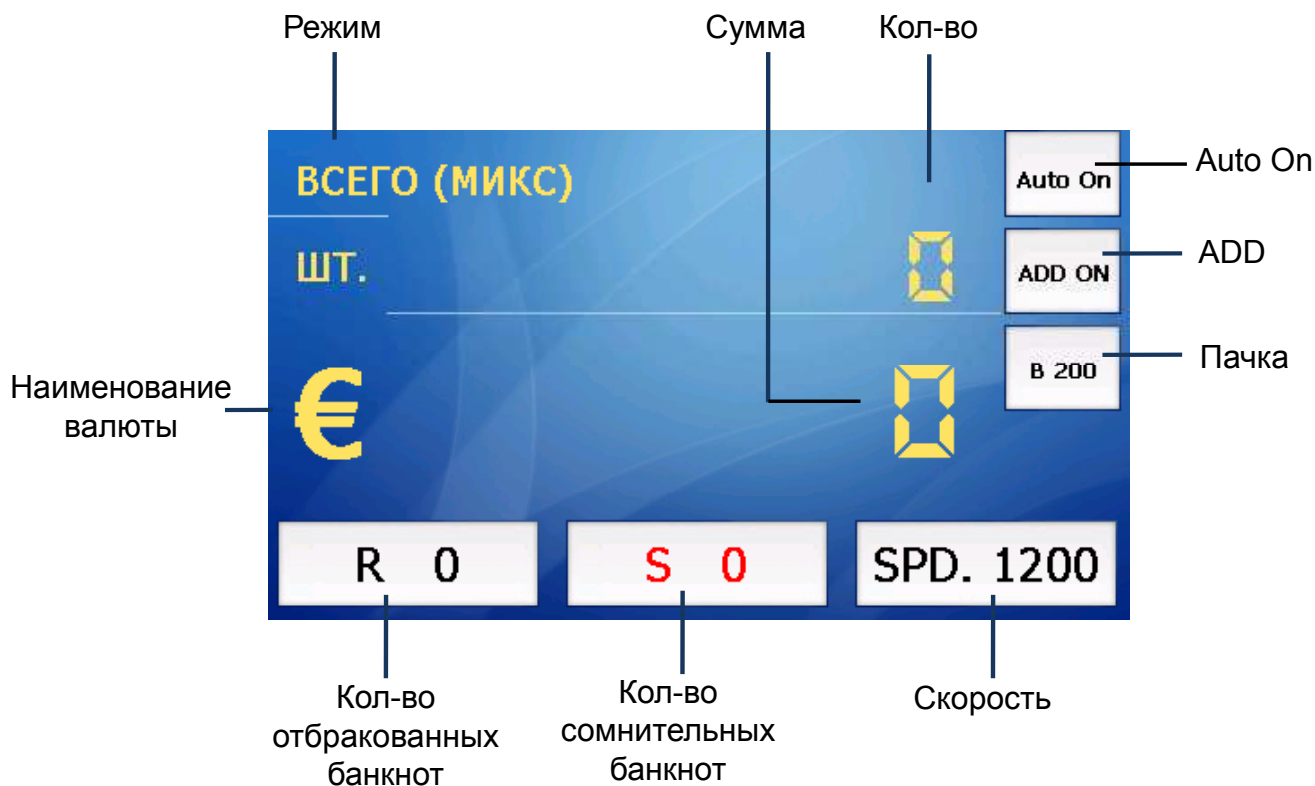 Режим
Сумма
Кол-во
ВСЕГО (МИКС)
Auto On
Auto On
ШТ.
0
ADD ON
ADD
B 200
Пачка
Наименование
валюты
€
0
R 0
S 0
SPD. 1200
Кол-во
отбракованных
банкнот
Кол-во
сомнительных
банкнот
Скорость